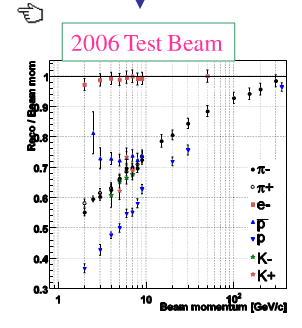 2006 Test Beam
Reco / Beam mom
1
0.9
0.8
0.7
0.6
0.5
0.4
0.3
π-
π+
e-
p̅
p
K-
K+
1
10
10²
Beam momentum [GeV/c]